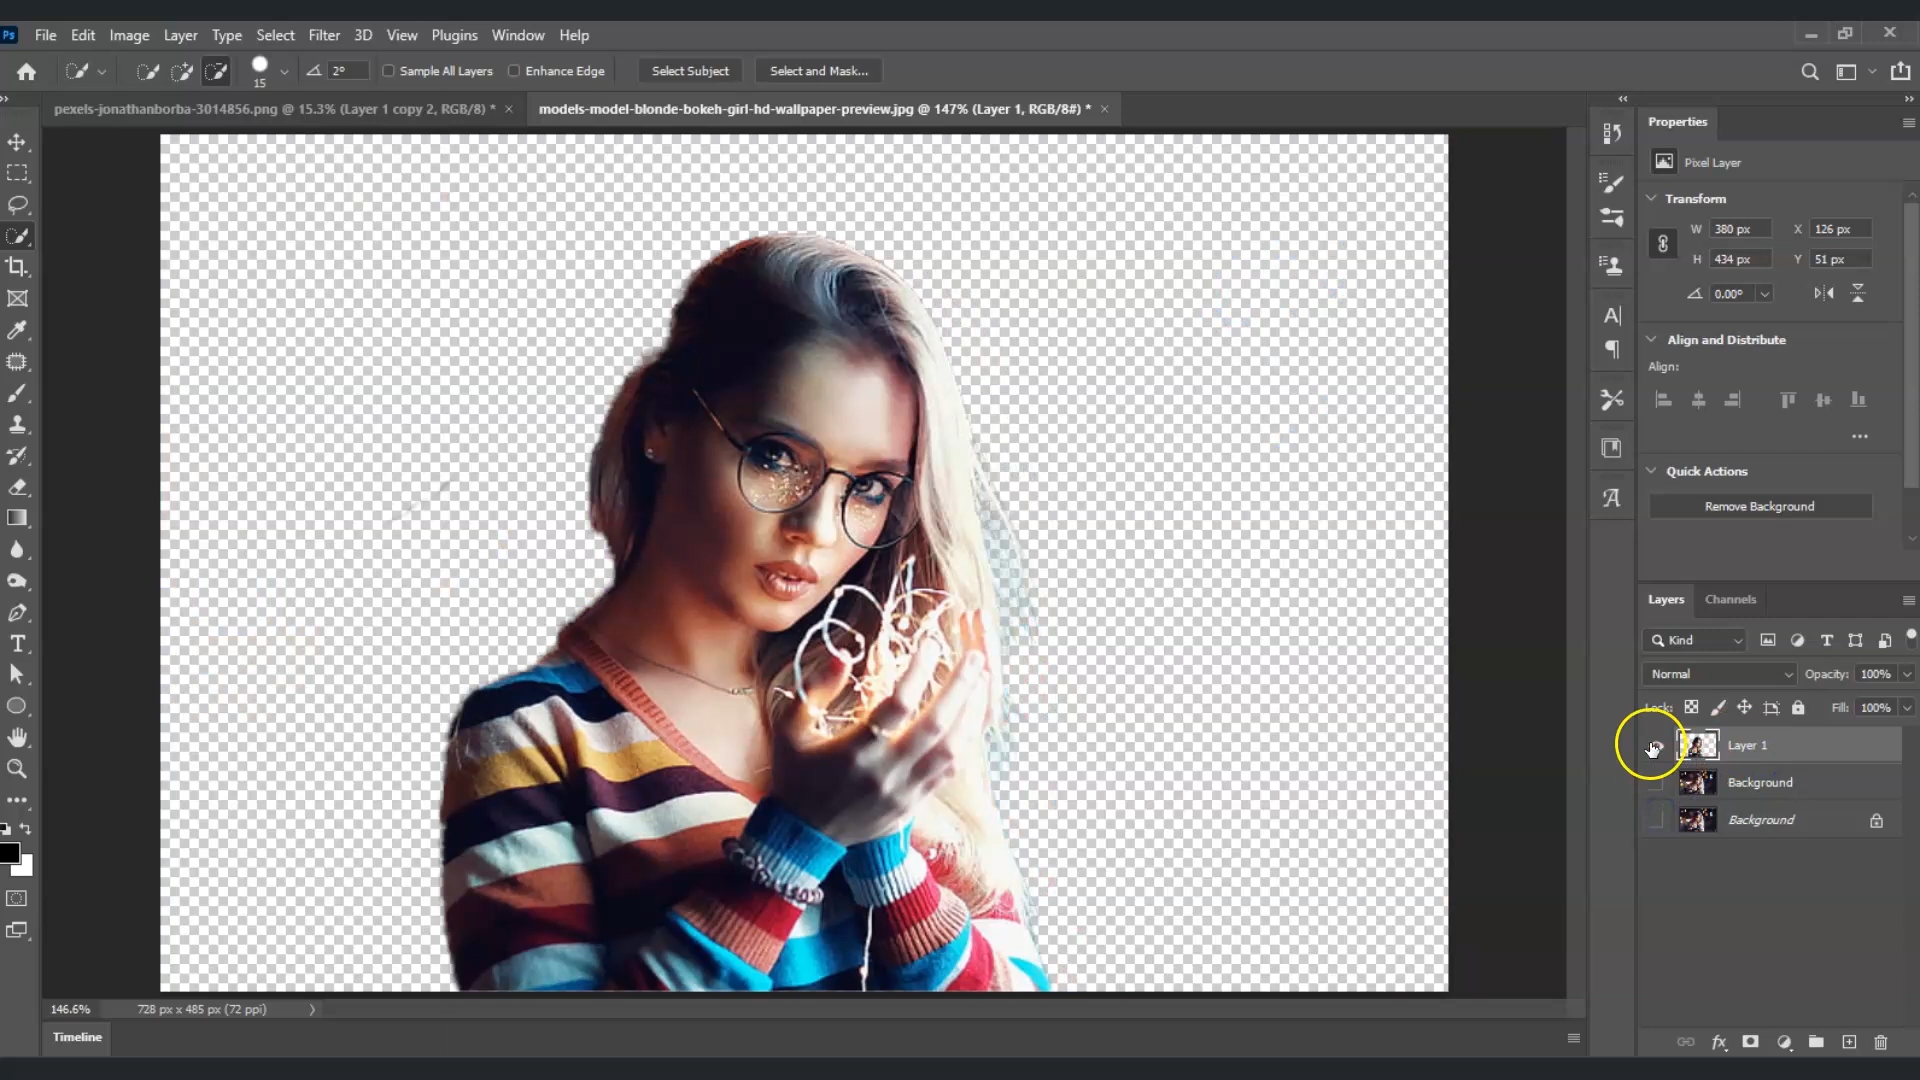 Ps File Edit Image Layer Type Select Filter 3D View Plugins Window Help
15 2° Sample All Layers Enhance Edge Select Subject Select and Mask...
pexels-jonathanborba-3014856.png @ 15.3% (Layer 1 copy 2, RGB/8) * × models-model-blonde-bokeh-girl-hd-wallpaper-preview.jpg @ 147% (Layer 1, RGB/8#) * ×
Properties
Pixel Layer
Transform
W 380 px X 126 px
H 434 px Y 51 px
0.00°
Align and Distribute
Align:
Quick Actions
Remove Background
Layers Channels
Kind
Normal Opacity: 100%
Lock: Fill: 100%
Layer 1
Background
Background
146.6% 728 px x 485 px (72 ppi)
Timeline